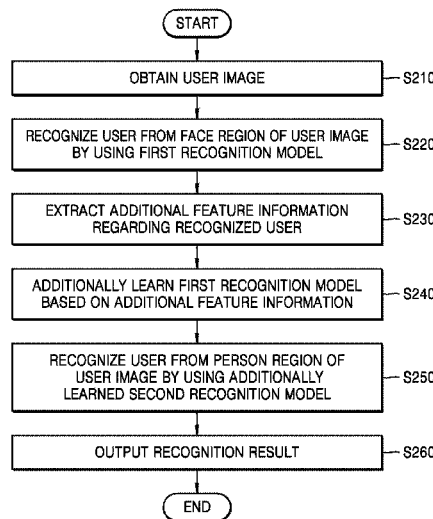 START
OBTAIN USER IMAGE
S210
RECOGNIZE USER FROM FACE REGION OF USER IMAGE
BY USING FIRST RECOGNITION MODEL
S220
EXTRACT ADDITIONAL FEATURE INFORMATION
REGARDING RECOGNIZED USER
S230
ADDITIONALLY LEARN FIRST RECOGNITION MODEL
BASED ON ADDITIONAL FEATURE INFORMATION
S240
RECOGNIZE USER FROM PERSON REGION OF
USER IMAGE BY USING ADDITIONALLY
LEARNED SECOND RECOGNITION MODEL
S250
OUTPUT RECOGNITION RESULT
S260
END